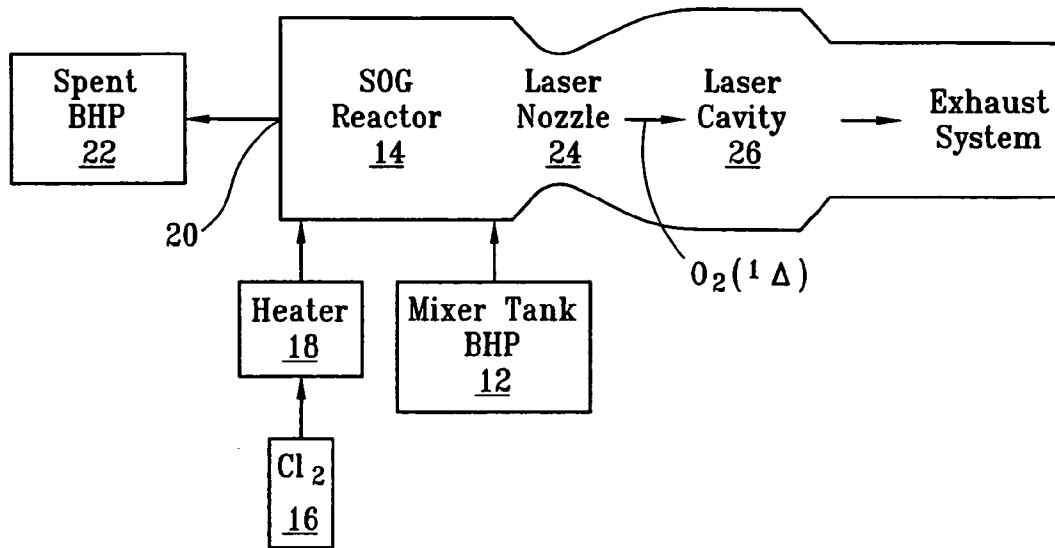 Spent
BHP
22
SOG
Reactor
14
Laser
Nozzle
24
Laser
Cavity
26
Exhaust
System
20
O2(1Δ)
Heater
18
Mixer Tank
BHP
12
Cl2
16